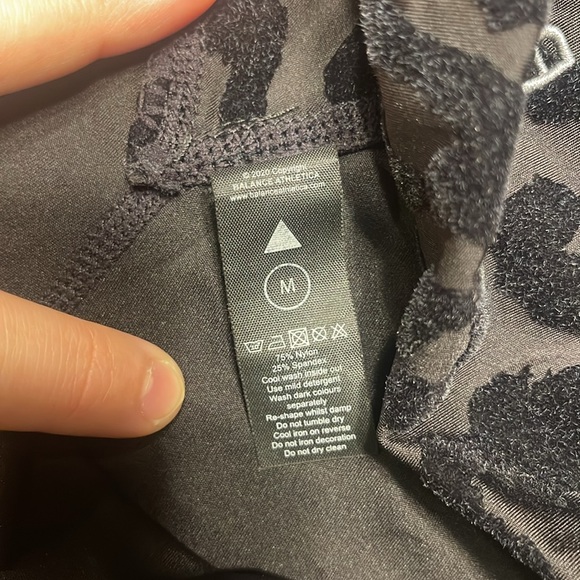 © 2020 Copyright
BALANCE ATHLETICA
www.balanceathletica.com
M
75% Nylon
25% Spandex
Cool wash inside out
Use mild detergent
Wash dark colours
separately
Re-shape whilst damp
Do not tumble dry
Cool iron on reverse
Do not iron decoration
Do not dry clean